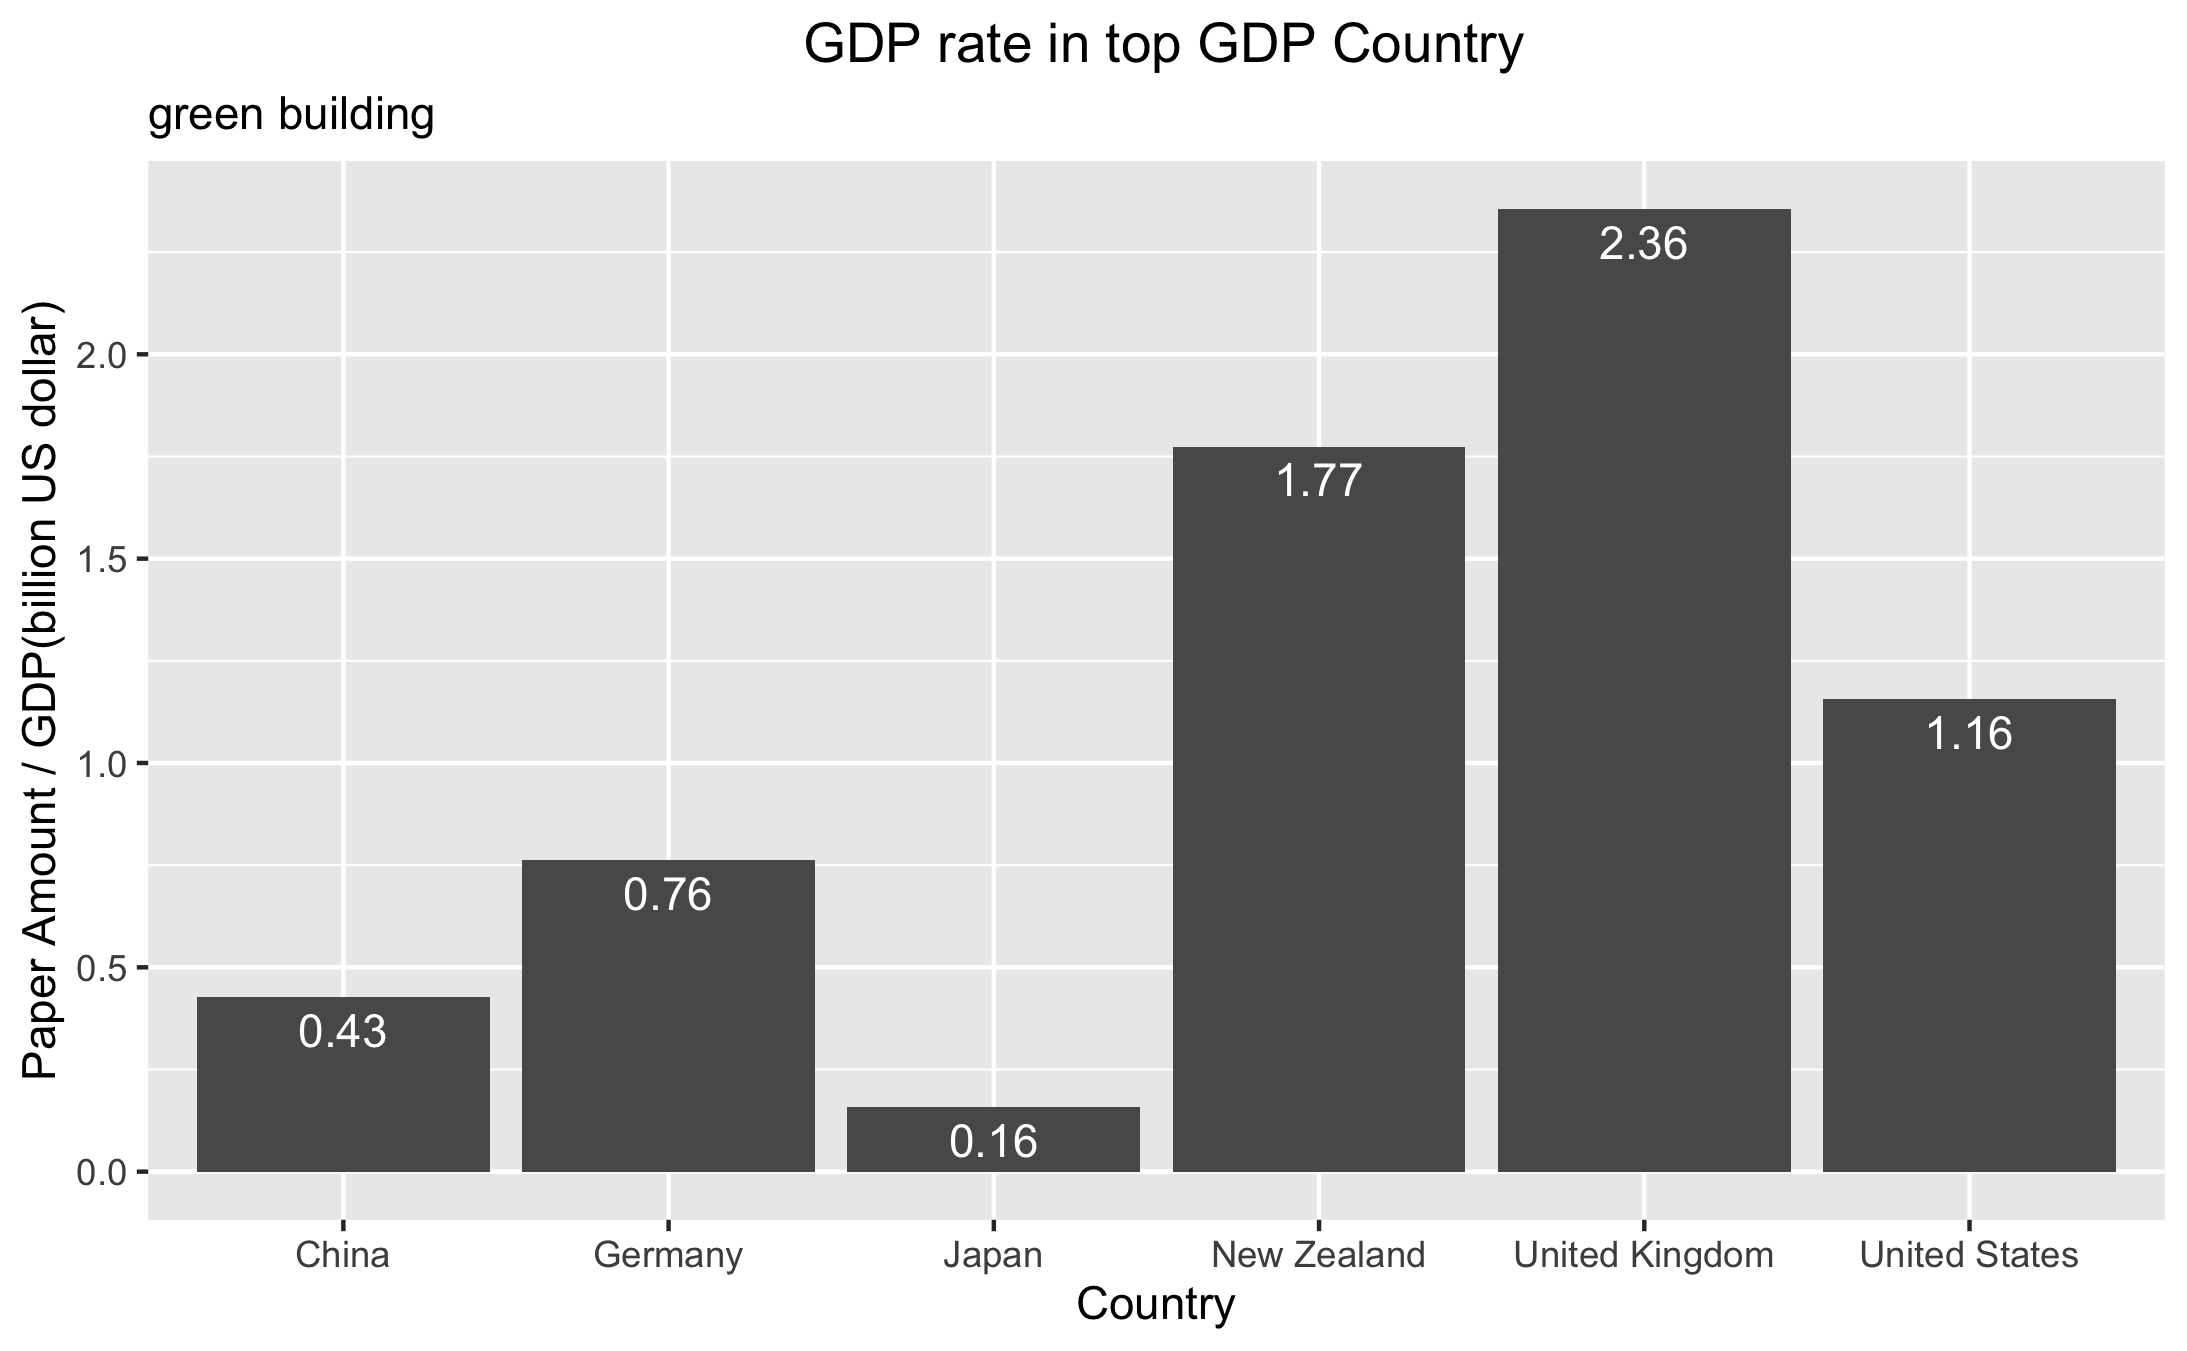 GDP rate in top GDP Country
green building
Paper Amount / GDP(billion US dollar)
2.0
1.5
1.0
0.5
0.0
0.43
0.76
0.16
1.77
2.36
1.16
China
Germany
Japan
New Zealand
United Kingdom
United States
Country